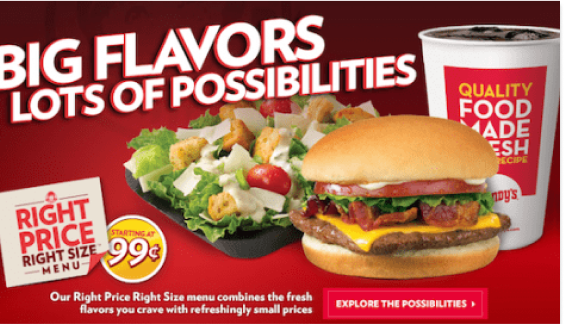 BIG FLAVORS
LOTS OF POSSIBILITIES
QUALITY
FOOD
MADE
RECIPE
RIGHT
PRICE
RIGHT SIZE
MENU
STARTING AT
99¢
Our Right Price Right Size menu combines the fresh
flavors you crave with refreshingly small prices
EXPLORE THE POSSIBILITIES